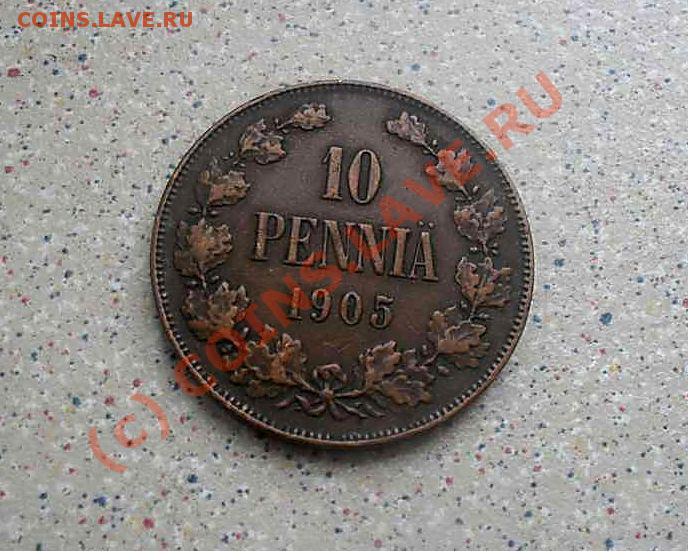 COINS.LAVE.RU
10
PENNIÄ
1905
(c) COINS.LAVE.RU